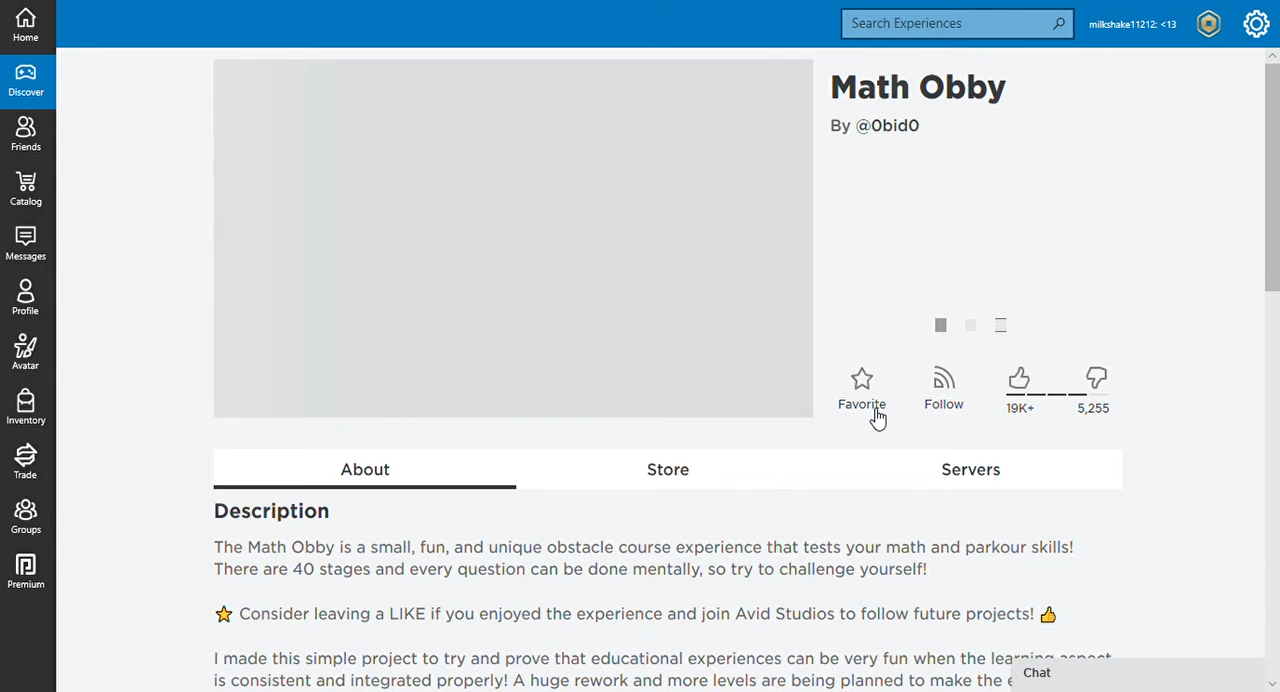 Home
Discover
Friends
Catalog
Messages
Profile
Avatar
Inventory
Trade
Groups
Premium
Search Experiences
milkshake11212: <13
Math Obby
By @0bid0
Favorite
Follow
19K+
5,255
About
Store
Servers
Description
The Math Obby is a small, fun, and unique obstacle course experience that tests your math and parkour skills!
There are 40 stages and every question can be done mentally, so try to challenge yourself!
⭐ Consider leaving a LIKE if you enjoyed the experience and join Avid Studios to follow future projects! 👍
I made this simple project to try and prove that educational experiences can be very fun when the learning aspect
is consistent and integrated properly! A huge rework and more levels are being planned to make the
Chat